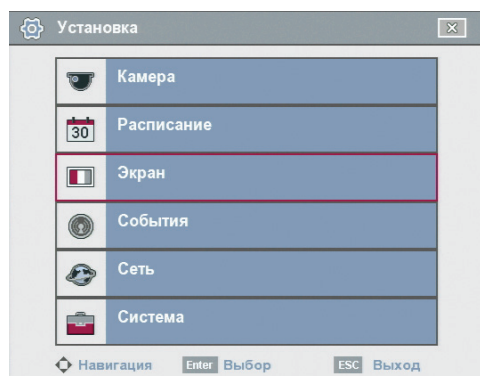 Установка
Камера
30 Расписание
Экран
События
Сеть
Система
Навигация Enter Выбор ESC Выход